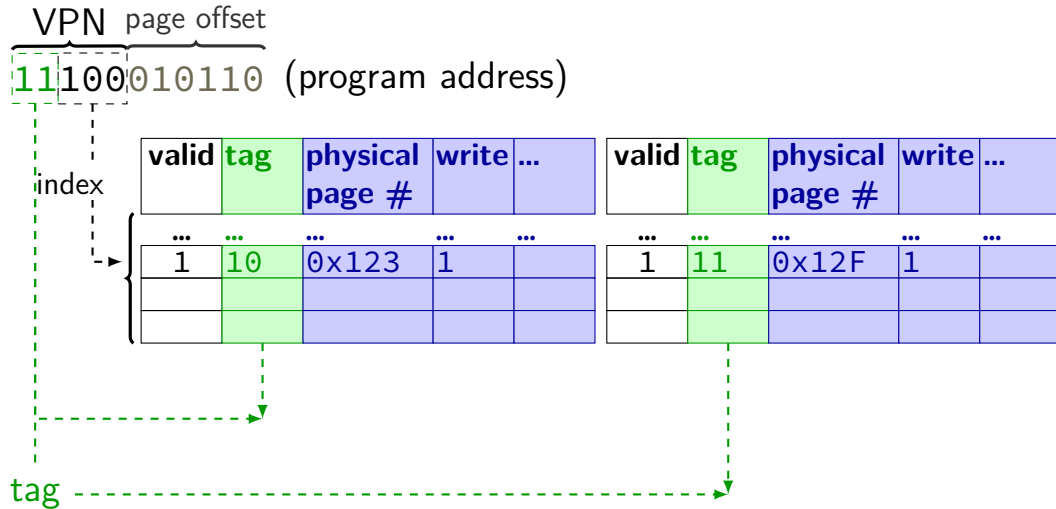 VPN page offset
11100010110 (program address)
valid tag physical page # write ... valid tag physical page # write ...
index
... ... ... ... ... ... ... ... ... ...
1 10 0x123 1 1 11 0x12F 1
tag